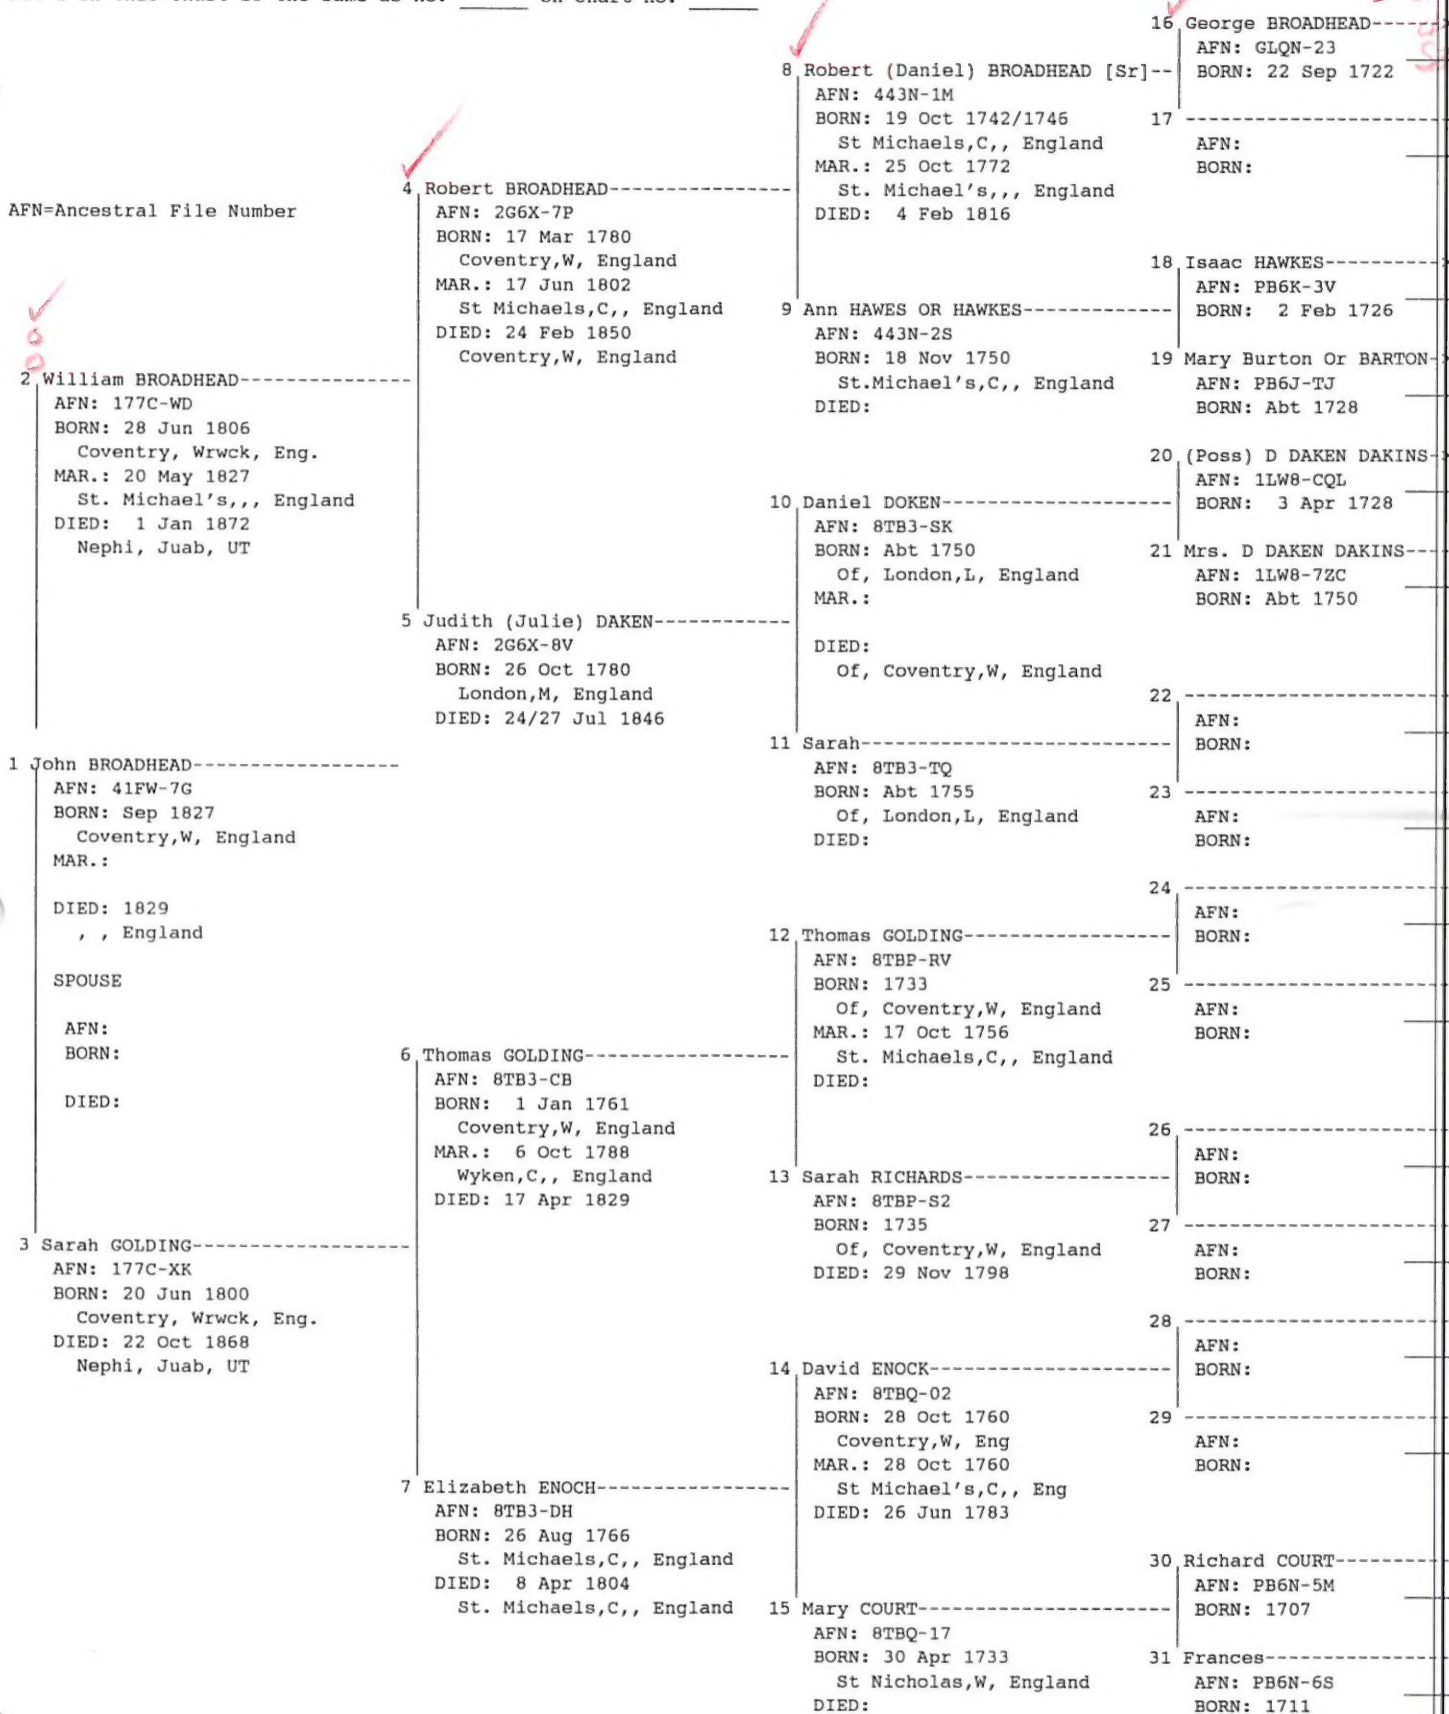 AFN=Ancestral File Number
1 John BROADHEAD-----------------
AFN: 41FW-7G
BORN: Sep 1827
Coventry,W, England
MAR.:
DIED: 1829
, , England
SPOUSE
AFN:
BORN:
DIED:
2 William BROADHEAD--------------
AFN: 177C-WD
BORN: 28 Jun 1806
Coventry, Wrwck, Eng.
MAR.: 20 May 1827
St. Michael's,,, England
DIED: 1 Jan 1872
Nephi, Juab, UT
3 Sarah GOLDING------------------
AFN: 177C-XK
BORN: 20 Jun 1800
Coventry, Wrwck, Eng.
DIED: 22 Oct 1868
Nephi, Juab, UT
4 Robert BROADHEAD---------------
AFN: 2G6X-7P
BORN: 17 Mar 1780
Coventry,W, England
MAR.: 17 Jun 1802
St Michaels,C,, England
DIED: 24 Feb 1850
Coventry,W, England
5 Judith (Julie) DAKEN-----------
AFN: 2G6X-8V
BORN: 26 Oct 1780
London,M, England
DIED: 24/27 Jul 1846
6 Thomas GOLDING-----------------
AFN: 8TB3-CB
BORN: 1 Jan 1761
Coventry,W, England
MAR.: 6 Oct 1788
Wyken,C,, England
DIED: 17 Apr 1829
7 Elizabeth ENOCH----------------
AFN: 8TB3-DH
BORN: 26 Aug 1766
St. Michaels,C,, England
DIED: 8 Apr 1804
St. Michaels,C,, England
8 Robert (Daniel) BROADHEAD [Sr]--
AFN: 443N-1M
BORN: 19 Oct 1742/1746
St Michaels,C,, England
MAR.: 25 Oct 1772
St. Michael's,,, England
DIED: 4 Feb 1816
9 Ann HAWES OR HAWKES------------
AFN: 443N-2S
BORN: 18 Nov 1750
St.Michael's,C,, England
DIED:
10 Daniel DOKEN-------------------
AFN: 8TB3-SK
BORN: Abt 1750
Of, London,L, England
MAR.:
DIED:
Of, Coventry,W, England
11 Sarah--------------------------
AFN: 8TB3-TQ
BORN: Abt 1755
Of, London,L, England
DIED:
12 Thomas GOLDING-----------------
AFN: 8TBP-RV
BORN: 1733
Of, Coventry,W, England
MAR.: 17 Oct 1756
St. Michaels,C,, England
DIED:
13 Sarah RICHARDS-----------------
AFN: 8TBP-S2
BORN: 1735
Of, Coventry,W, England
DIED: 29 Nov 1798
14 David ENOCK--------------------
AFN: 8TBQ-02
BORN: 28 Oct 1760
Coventry,W, Eng
MAR.: 28 Oct 1760
St Michael's,C,, Eng
DIED: 26 Jun 1783
15 Mary COURT---------------------
AFN: 8TBQ-17
BORN: 30 Apr 1733
St Nicholas,W, England
DIED:
16 George BROADHEAD-----
AFN: GLQN-23
BORN: 22 Sep 1722
17 ----------------------
AFN:
BORN:
18 Isaac HAWKES----------
AFN: PB6K-3V
BORN: 2 Feb 1726
19 Mary Burton Or BARTON-
AFN: PB6J-TJ
BORN: Abt 1728
20 (Poss) D DAKEN DAKINS-
AFN: 1LW8-CQL
BORN: 3 Apr 1728
21 Mrs. D DAKEN DAKINS---
AFN: 1LW8-7ZC
BORN: Abt 1750
22 ----------------------
AFN:
BORN:
23 ----------------------
AFN:
BORN:
24 ----------------------
AFN:
BORN:
25 ----------------------
AFN:
BORN:
26 ----------------------
AFN:
BORN:
27 ----------------------
AFN:
BORN:
28 ----------------------
AFN:
BORN:
29 ----------------------
AFN:
BORN:
30 Richard COURT---------
AFN: PB6N-5M
BORN: 1707
31 Frances---------------
AFN: PB6N-6S
BORN: 1711